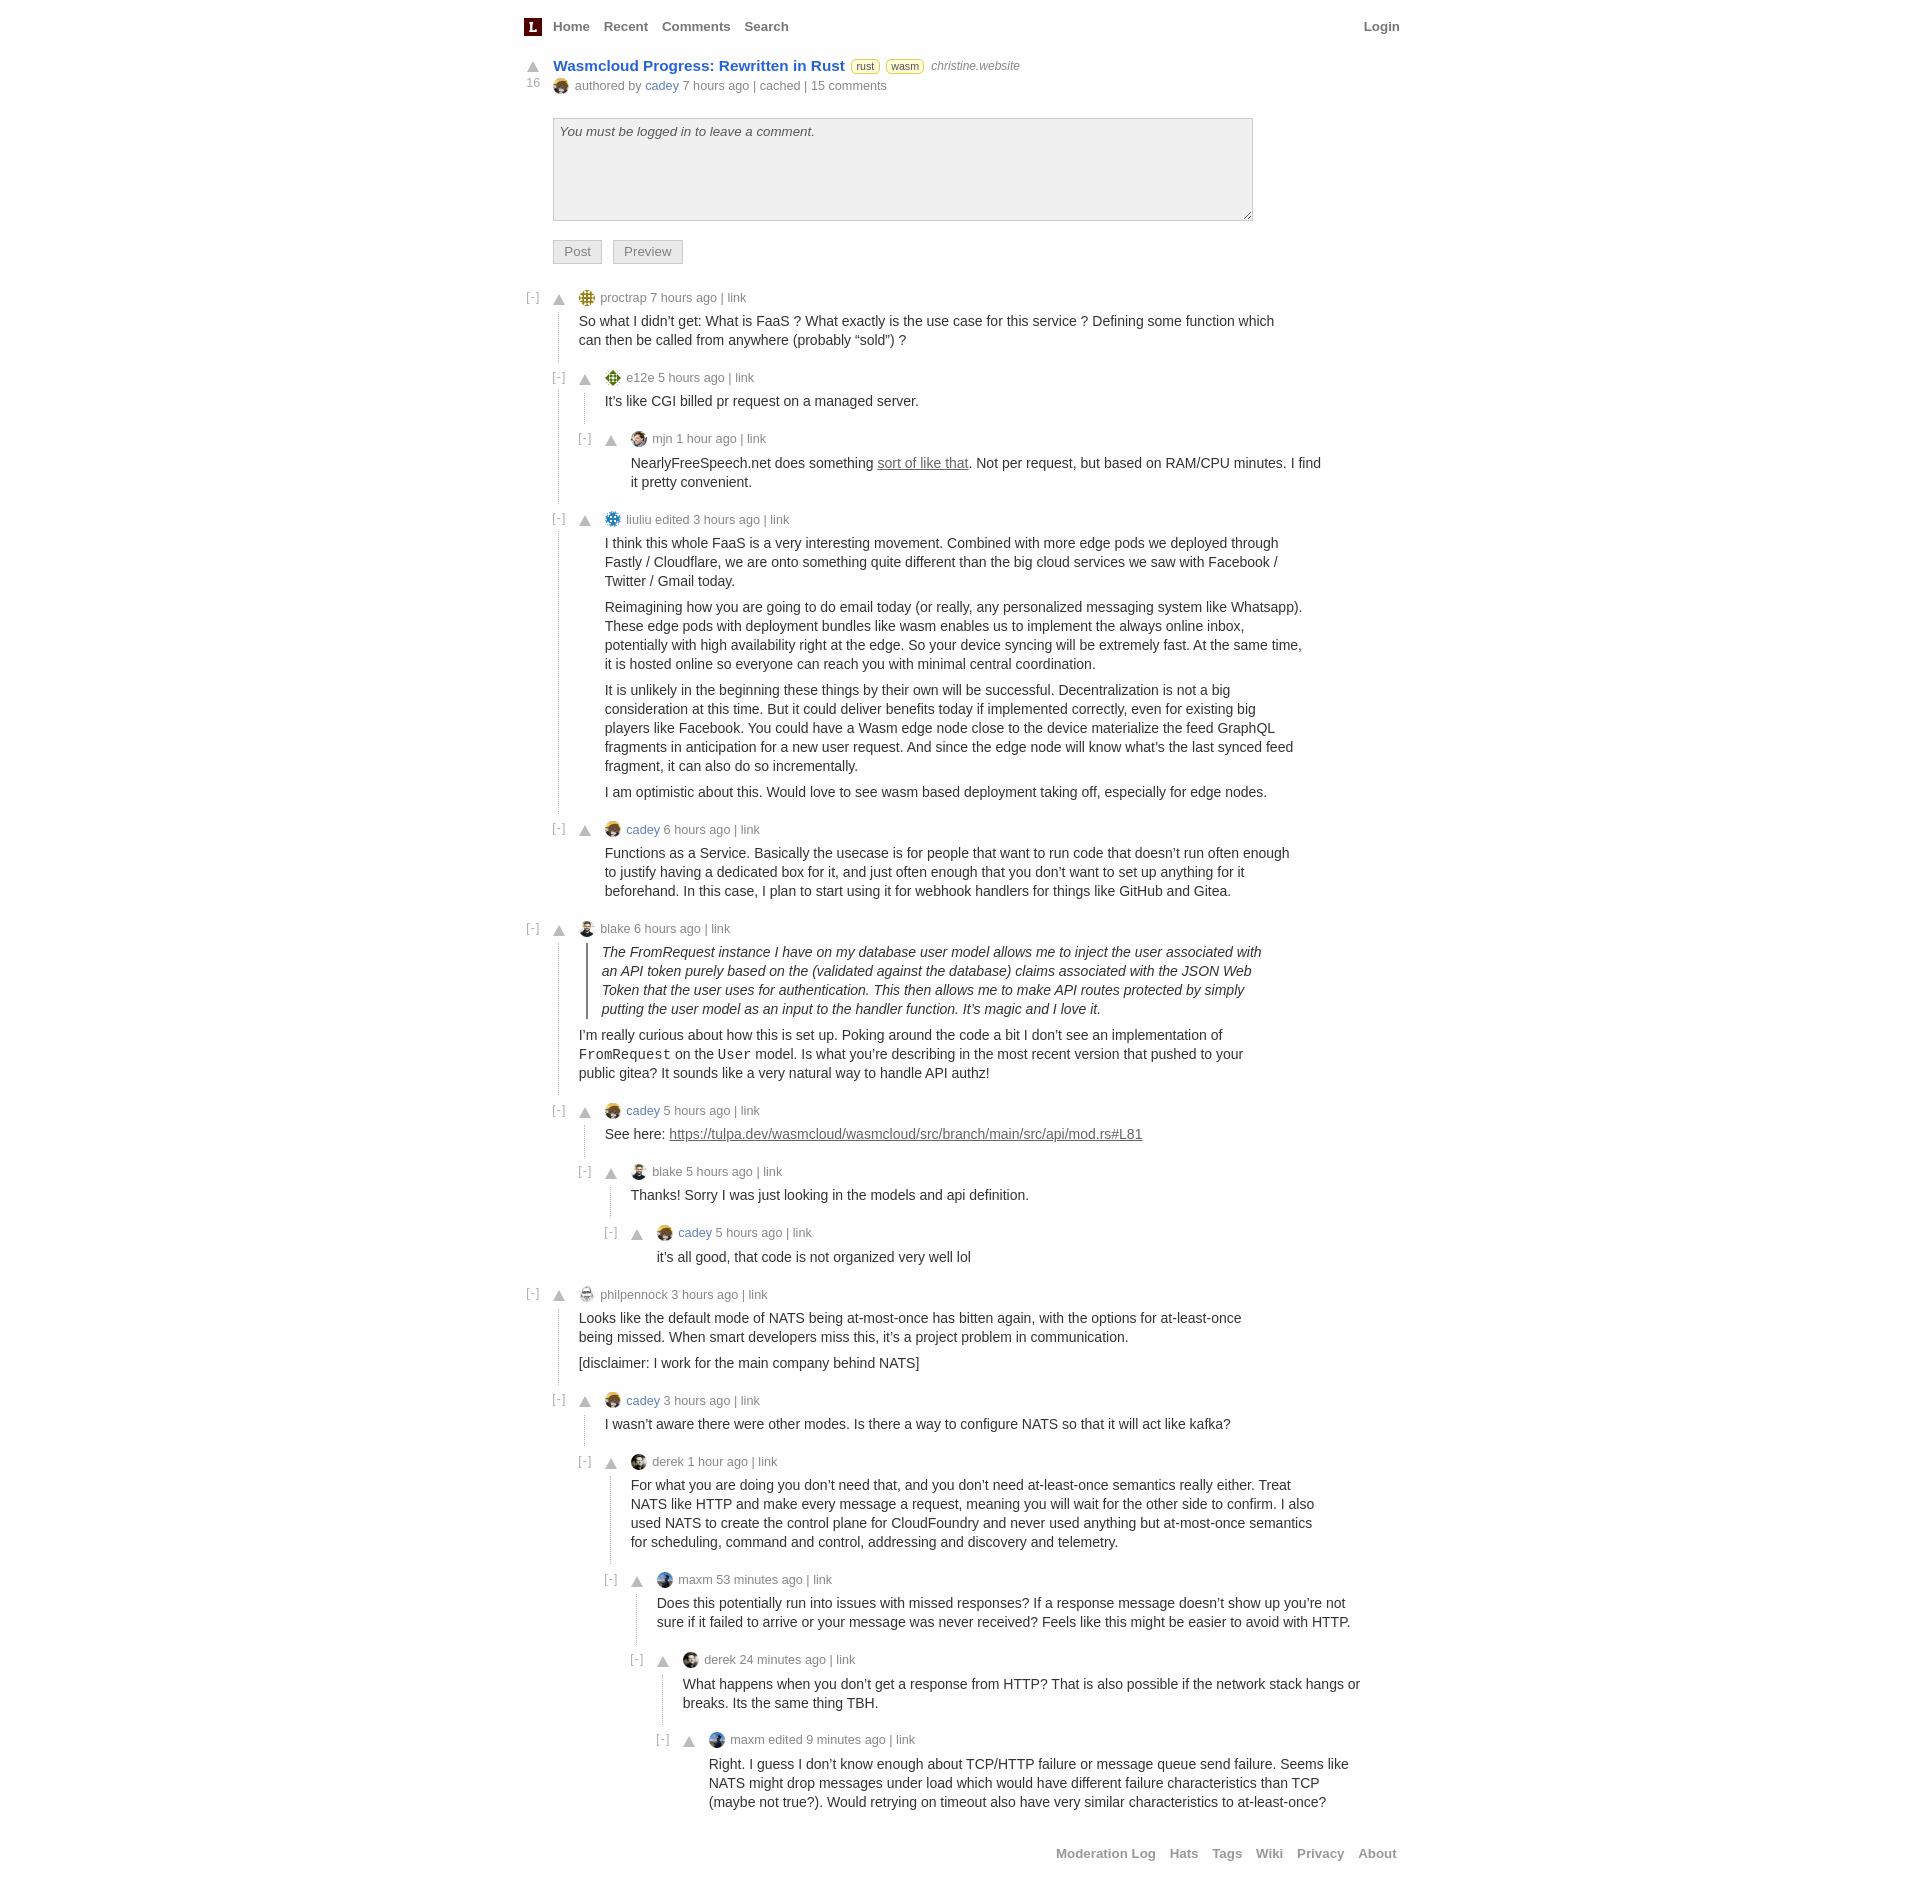 L Home Recent Comments Search Login
Wasmcloud Progress: Rewritten in Rust rust wasm christine.website
16 authored by cadey 7 hours ago | cached | 15 comments
You must be logged in to leave a comment.
Post Preview
[-] proctrap 7 hours ago | link
So what I didn’t get: What is FaaS ? What exactly is the use case for this service ? Defining some function which
can then be called from anywhere (probably “sold”) ?
[-] e12e 5 hours ago | link
It’s like CGI billed pr request on a managed server.
[-] mjn 1 hour ago | link
NearlyFreeSpeech.net does something sort of like that. Not per request, but based on RAM/CPU minutes. I find
it pretty convenient.
[-] liuliu edited 3 hours ago | link
I think this whole FaaS is a very interesting movement. Combined with more edge pods we deployed through
Fastly / Cloudflare, we are onto something quite different than the big cloud services we saw with Facebook /
Twitter / Gmail today.
Reimagining how you are going to do email today (or really, any personalized messaging system like Whatsapp).
These edge pods with deployment bundles like wasm enables us to implement the always online inbox,
potentially with high availability right at the edge. So your device syncing will be extremely fast. At the same time,
it is hosted online so everyone can reach you with minimal central coordination.
It is unlikely in the beginning these things by their own will be successful. Decentralization is not a big
consideration at this time. But it could deliver benefits today if implemented correctly, even for existing big
players like Facebook. You could have a Wasm edge node close to the device materialize the feed GraphQL
fragments in anticipation for a new user request. And since the edge node will know what’s the last synced feed
fragment, it can also do so incrementally.
I am optimistic about this. Would love to see wasm based deployment taking off, especially for edge nodes.
[-] cadey 6 hours ago | link
Functions as a Service. Basically the usecase is for people that want to run code that doesn’t run often enough
to justify having a dedicated box for it, and just often enough that you don’t want to set up anything for it
beforehand. In this case, I plan to start using it for webhook handlers for things like GitHub and Gitea.
[-] blake 6 hours ago | link
The FromRequest instance I have on my database user model allows me to inject the user associated with
an API token purely based on the (validated against the database) claims associated with the JSON Web
Token that the user uses for authentication. This then allows me to make API routes protected by simply
putting the user model as an input to the handler function. It’s magic and I love it.
I’m really curious about how this is set up. Poking around the code a bit I don’t see an implementation of
FromRequest on the User model. Is what you’re describing in the most recent version that pushed to your
public gitea? It sounds like a very natural way to handle API authz!
[-] cadey 5 hours ago | link
See here: https://tulpa.dev/wasmcloud/wasmcloud/src/branch/main/src/api/mod.rs#L81
[-] blake 5 hours ago | link
Thanks! Sorry I was just looking in the models and api definition.
[-] cadey 5 hours ago | link
it’s all good, that code is not organized very well lol
[-] philpennock 3 hours ago | link
Looks like the default mode of NATS being at-most-once has bitten again, with the options for at-least-once
being missed. When smart developers miss this, it’s a project problem in communication.
[disclaimer: I work for the main company behind NATS]
[-] cadey 3 hours ago | link
I wasn’t aware there were other modes. Is there a way to configure NATS so that it will act like kafka?
[-] derek 1 hour ago | link
For what you are doing you don’t need that, and you don’t need at-least-once semantics really either. Treat
NATS like HTTP and make every message a request, meaning you will wait for the other side to confirm. I also
used NATS to create the control plane for CloudFoundry and never used anything but at-most-once semantics
for scheduling, command and control, addressing and discovery and telemetry.
[-] maxm 53 minutes ago | link
Does this potentially run into issues with missed responses? If a response message doesn’t show up you’re not
sure if it failed to arrive or your message was never received? Feels like this might be easier to avoid with HTTP.
[-] derek 24 minutes ago | link
What happens when you don’t get a response from HTTP? That is also possible if the network stack hangs or
breaks. Its the same thing TBH.
[-] maxm edited 9 minutes ago | link
Right. I guess I don’t know enough about TCP/HTTP failure or message queue send failure. Seems like
NATS might drop messages under load which would have different failure characteristics than TCP
(maybe not true?). Would retrying on timeout also have very similar characteristics to at-least-once?
Moderation Log Hats Tags Wiki Privacy About